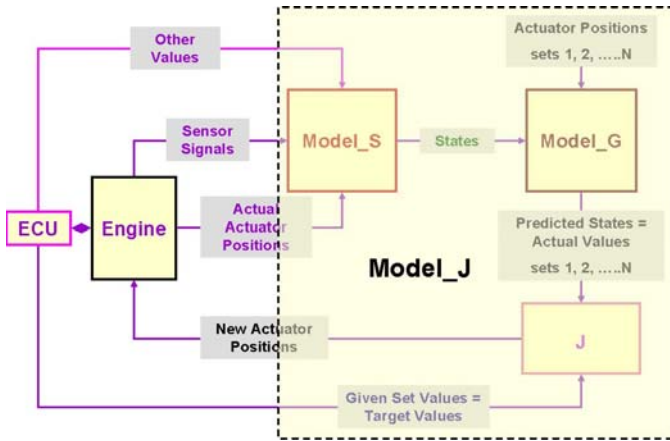 Other
Values
Actuator Positions
sets 1, 2, .....N
Sensor
Signals
Model_S
States
Model_G
ECU
Engine
Actual
Actuator
Positions
Predicted States =
Actual Values
sets 1, 2, .....N
Model_J
New Actuator
Positions
J
Given Set Values =
Target Values